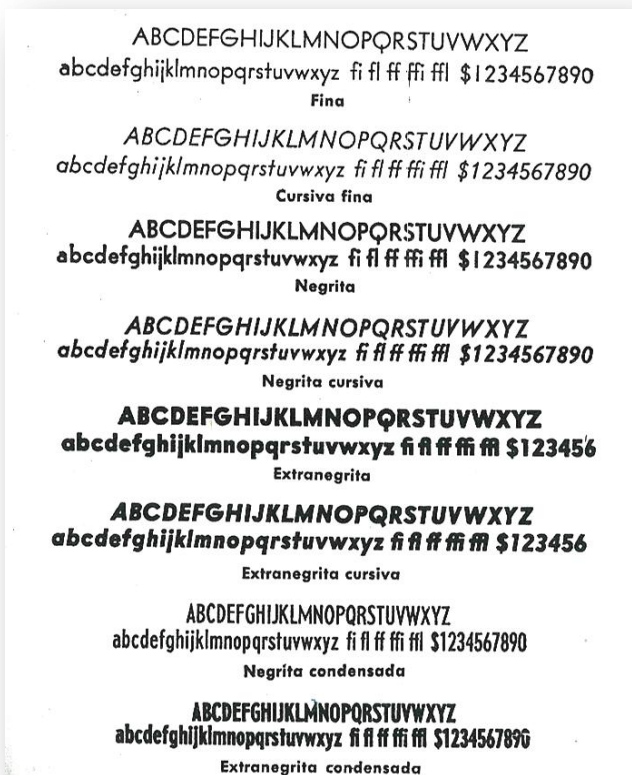 ABCDEFGHIJKLMNOPQRSTUVWXYZ
abcdefghijklmnopqrstuvwxyz fi fl ff ffi ffl $1234567890
Fina
ABCDEFGHIJKLMNOPQRSTUVWXYZ
abcdefghijklmnopqrstuvwxyz fi fl ff ffi ffl $1234567890
Cursiva fina
ABCDEFGHIJKLMNOPQRSTUVWXYZ
abcdefghijklmnopqrstuvwxyz fi fl ff ffi ffl $1234567890
Negrita
ABCDEFGHIJKLMNOPQRSTUVWXYZ
abcdefghijklmnopqrstuvwxyz fi fl ff ffi ffl $1234567890
Negrita cursiva
ABCDEFGHIJKLMNOPQRSTUVWXYZ
abcdefghijklmnopqrstuvwxyz fi fl ff ffi ffl $123456
Extranegrita
ABCDEFGHIJKLMNOPQRSTUVWXYZ
abcdefghijklmnopqrstuvwxyz fi fl ff ffi ffl $123456
Extranegrita cursiva
ABCDEFGHIJKLMNOPQRSTUVWXYZ
abcdefghijklmnopqrstuvwxyz fi fl ff ffi ffl $1234567890
Negrita condensada
ABCDEFGHIJKLMNOPQRSTUVWXYZ
abcdefghijklmnopqrstuvwxyz fi fl ff ffi ffl $1234567890
Extranegrita condensada